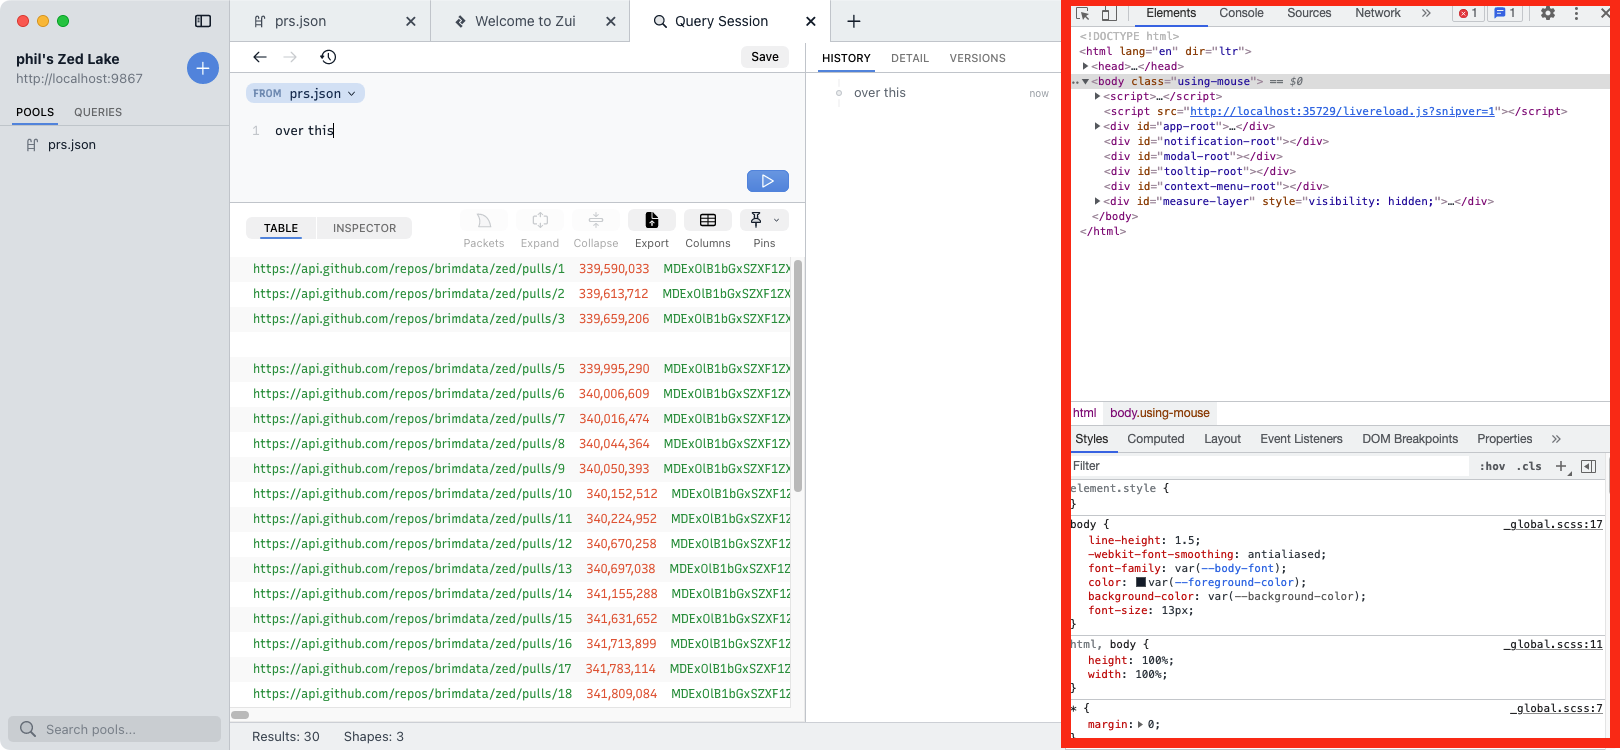 prs.json
Welcome to Zui
Query Session
phil's Zed Lake
http://localhost:9867
POOLS QUERIES
prs.json
Search pools...
Save
FROM prs.json
1 over this
TABLE INSPECTOR
Packets Expand Collapse Export Columns Pins
https://api.github.com/repos/brimdata/zed/pulls/1 339,590,033 MDExOlB1bGxSZXF1ZX
https://api.github.com/repos/brimdata/zed/pulls/2 339,613,712 MDExOlB1bGxSZXF1ZX
https://api.github.com/repos/brimdata/zed/pulls/3 339,659,206 MDExOlB1bGxSZXF1ZX
https://api.github.com/repos/brimdata/zed/pulls/5 339,995,290 MDExOlB1bGxSZXF1ZX
https://api.github.com/repos/brimdata/zed/pulls/6 340,006,609 MDExOlB1bGxSZXF1ZX
https://api.github.com/repos/brimdata/zed/pulls/7 340,016,474 MDExOlB1bGxSZXF1ZX
https://api.github.com/repos/brimdata/zed/pulls/8 340,044,364 MDExOlB1bGxSZXF1ZX
https://api.github.com/repos/brimdata/zed/pulls/9 340,050,393 MDExOlB1bGxSZXF1ZX
https://api.github.com/repos/brimdata/zed/pulls/10 340,152,512 MDExOlB1bGxSZXF1Z
https://api.github.com/repos/brimdata/zed/pulls/11 340,224,952 MDExOlB1bGxSZXF1Z
https://api.github.com/repos/brimdata/zed/pulls/12 340,670,258 MDExOlB1bGxSZXF1Z
https://api.github.com/repos/brimdata/zed/pulls/13 340,697,038 MDExOlB1bGxSZXF1Z
https://api.github.com/repos/brimdata/zed/pulls/14 341,155,288 MDExOlB1bGxSZXF1Z
https://api.github.com/repos/brimdata/zed/pulls/15 341,631,652 MDExOlB1bGxSZXF1Z
https://api.github.com/repos/brimdata/zed/pulls/16 341,713,899 MDExOlB1bGxSZXF1Z
https://api.github.com/repos/brimdata/zed/pulls/17 341,783,114 MDExOlB1bGxSZXF1Z
https://api.github.com/repos/brimdata/zed/pulls/18 341,809,084 MDExOlB1bGxSZXF1Z
Results: 30 Shapes: 3
HISTORY DETAIL VERSIONS
over this now
Elements Console Sources Network » 1 1
<!DOCTYPE html>
<html lang="en" dir="ltr">
<head>…</head>
<body class="using-mouse"> == $0
<script>…</script>
<script src="http://localhost:35729/livereload.js?snipver=1"></script>
<div id="app-root">…</div>
<div id="notification-root"></div>
<div id="modal-root"></div>
<div id="tooltip-root"></div>
<div id="context-menu-root"></div>
<div id="measure-layer" style="visibility: hidden;">…</div>
</body>
</html>
html body.using-mouse
Styles Computed Layout Event Listeners DOM Breakpoints Properties »
Filter :hov .cls +
element.style {
}
body { _global.scss:17
line-height: 1.5;
-webkit-font-smoothing: antialiased;
font-family: var(--body-font);
color: var(--foreground-color);
background-color: var(--background-color);
font-size: 13px;
}
html, body { _global.scss:11
height: 100%;
width: 100%;
}
* { _global.scss:7
margin: 0;
}